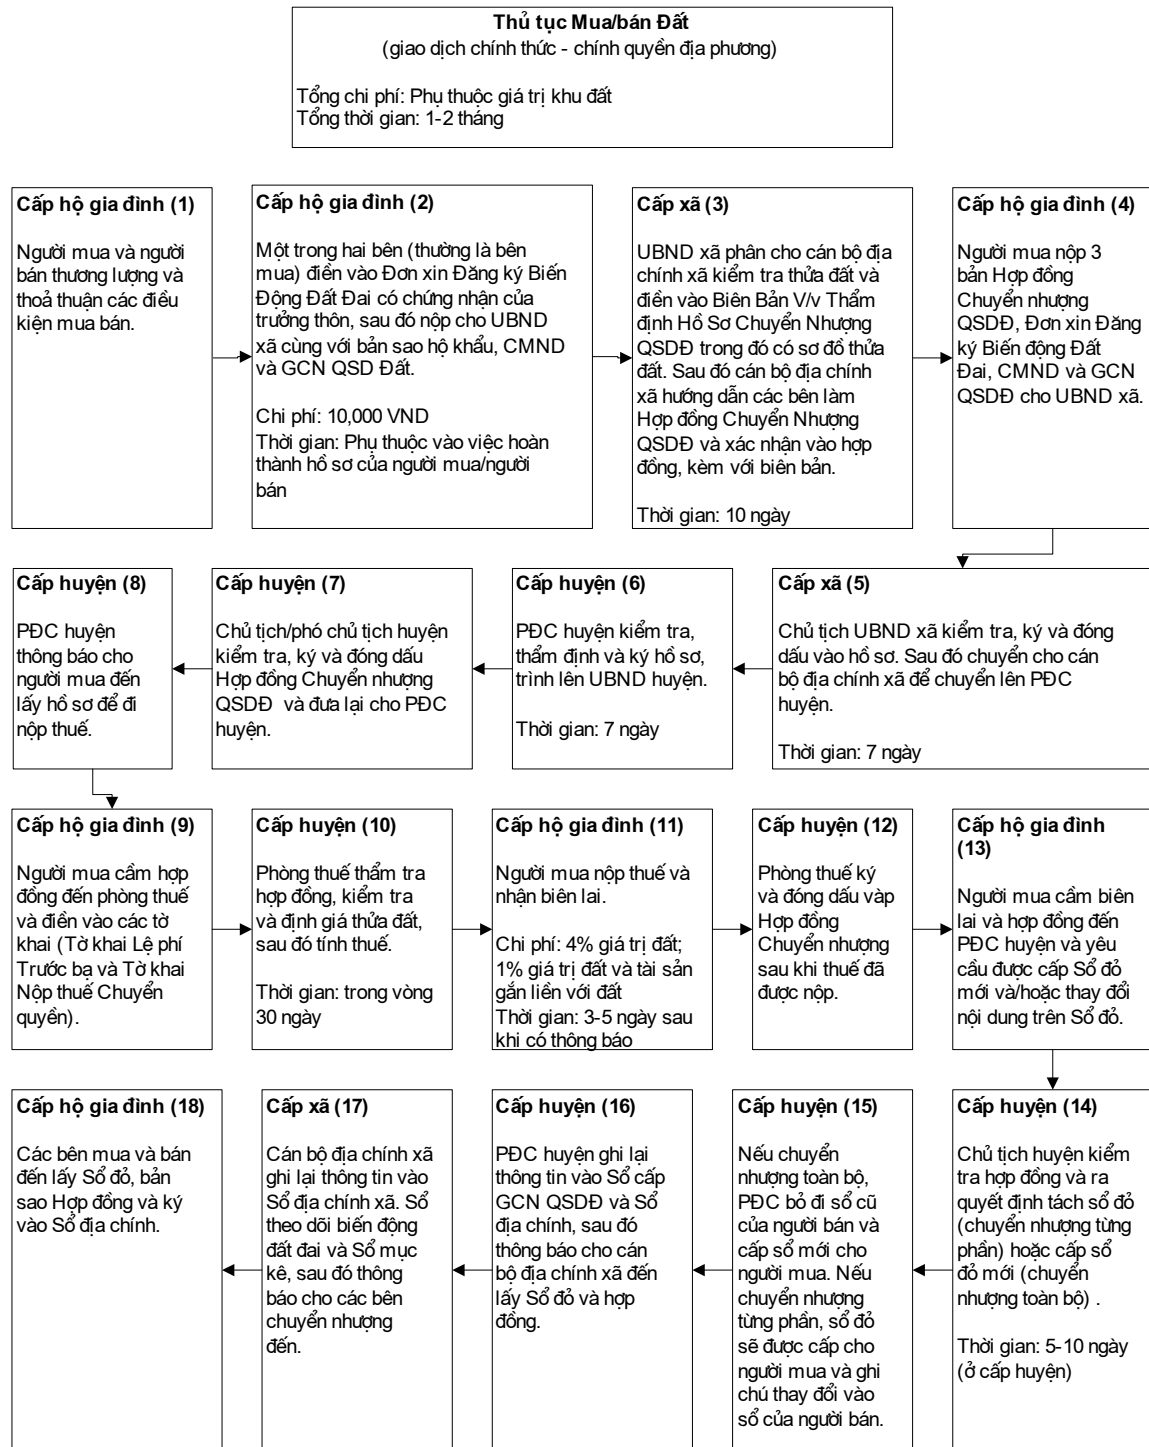 Thủ tục Mua/bán Đất
(giao dịch chính thức - chính quyền địa phương)
Tổng chi phí: Phụ thuộc giá trị khu đất
Tổng thời gian: 1-2 tháng
Cấp hộ gia đình (1)
Người mua và người
bán thương lượng và
thoả thuận các điều
kiện mua bán.
Cấp hộ gia đình (2)
Một trong hai bên (thường là bên
mua) điền vào Đơn xin Đăng ký Biến
Động Đất Đai có chứng nhận của
trưởng thôn, sau đó nộp cho UBND
xã cùng với bản sao hộ khẩu, CMND
và GCN QSD Đất.
Chi phí: 10,000 VND
Thời gian: Phụ thuộc vào việc hoàn
thành hồ sơ của người mua/người
bán
Cấp xã (3)
UBND xã phân cho cán bộ địa
chính xã kiểm tra thửa đất và
điền vào Biên Bản V/v Thẩm
định Hồ Sơ Chuyển Nhượng
QSDĐ trong đó có sơ đồ thửa
đất. Sau đó cán bộ địa chính
xã hướng dẫn các bên làm
Hợp đồng Chuyển Nhượng
QSDĐ và xác nhận vào hợp
đồng, kèm với biên bản.
Thời gian: 10 ngày
Cấp hộ gia đình (4)
Người mua nộp 3
bản Hợp đồng
Chuyển nhượng
QSDĐ, Đơn xin Đăng
ký Biến động Đất
Đai, CMND và GCN
QSDĐ cho UBND xã.
Cấp xã (5)
Chủ tịch UBND xã kiểm tra, ký và đóng
dấu vào hồ sơ. Sau đó chuyển cho cán
bộ địa chính xã để chuyển lên PĐC
huyện.
Thời gian: 7 ngày
Cấp huyện (6)
PĐC huyện kiểm tra,
thẩm định và ký hồ sơ,
trình lên UBND huyện.
Thời gian: 7 ngày
Cấp huyện (7)
Chủ tịch/phó chủ tịch huyện
kiểm tra, ký và đóng dấu
Hợp đồng Chuyển nhượng
QSDĐ và đưa lại cho PĐC
huyện.
Cấp huyện (8)
PĐC huyện
thông báo cho
người mua đến
lấy hồ sơ để đi
nộp thuế.
Cấp hộ gia đình (9)
Người mua cầm hợp
đồng đến phòng thuế
và điền vào các tờ
khai (Tờ khai Lệ phí
Trước bạ và Tờ khai
Nộp thuế Chuyển
quyền).
Cấp huyện (10)
Phòng thuế thẩm tra
hợp đồng, kiểm tra
và định giá thửa đất,
sau đó tính thuế.
Thời gian: trong vòng
30 ngày
Cấp hộ gia đình (11)
Người mua nộp thuế và
nhận biên lai.
Chi phí: 4% giá trị đất;
1% giá trị đất và tài sản
gắn liền với đất
Thời gian: 3-5 ngày sau
khi có thông báo
Cấp huyện (12)
Phòng thuế ký
và đóng dấu vàp
Hợp đồng
Chuyển nhượng
sau khi thuế đã
được nộp.
Cấp hộ gia đình
(13)
Người mua cầm biên
lai và hợp đồng đến
PĐC huyện và yêu
cầu được cấp Sổ đỏ
mới và/hoặc thay đổi
nội dung trên Sổ đỏ.
Cấp huyện (14)
Chủ tịch huyện kiểm
tra hợp đồng và ra
quyết định tách sổ đỏ
(chuyển nhượng từng
phần) hoặc cấp sổ
đỏ mới (chuyển
nhượng toàn bộ) .
Thời gian: 5-10 ngày
(ở cấp huyện)
Cấp huyện (15)
Nếu chuyển
nhượng toàn bộ,
PĐC bỏ đi sổ cũ
của người bán và
cấp sổ mới cho
người mua. Nếu
chuyển nhượng
từng phần, sổ đỏ
sẽ được cấp cho
người mua và ghi
chú thay đổi vào
sổ của người bán.
Cấp huyện (16)
PĐC huyện ghi lại
thông tin vào Sổ cấp
GCN QSDĐ và Sổ
địa chính, sau đó
thông báo cho cán
bộ địa chính xã đến
lấy Sổ đỏ và hợp
đồng.
Cấp xã (17)
Cán bộ địa chính xã
ghi lại thông tin vào
Sổ địa chính xã. Sổ
theo dõi biến động
đất đai và Sổ mục
kê, sau đó thông
báo cho các bên
chuyển nhượng
đến.
Cấp hộ gia đình (18)
Các bên mua và bán
đến lấy Sổ đỏ, bản
sao Hợp đồng và ký
vào Sổ địa chính.